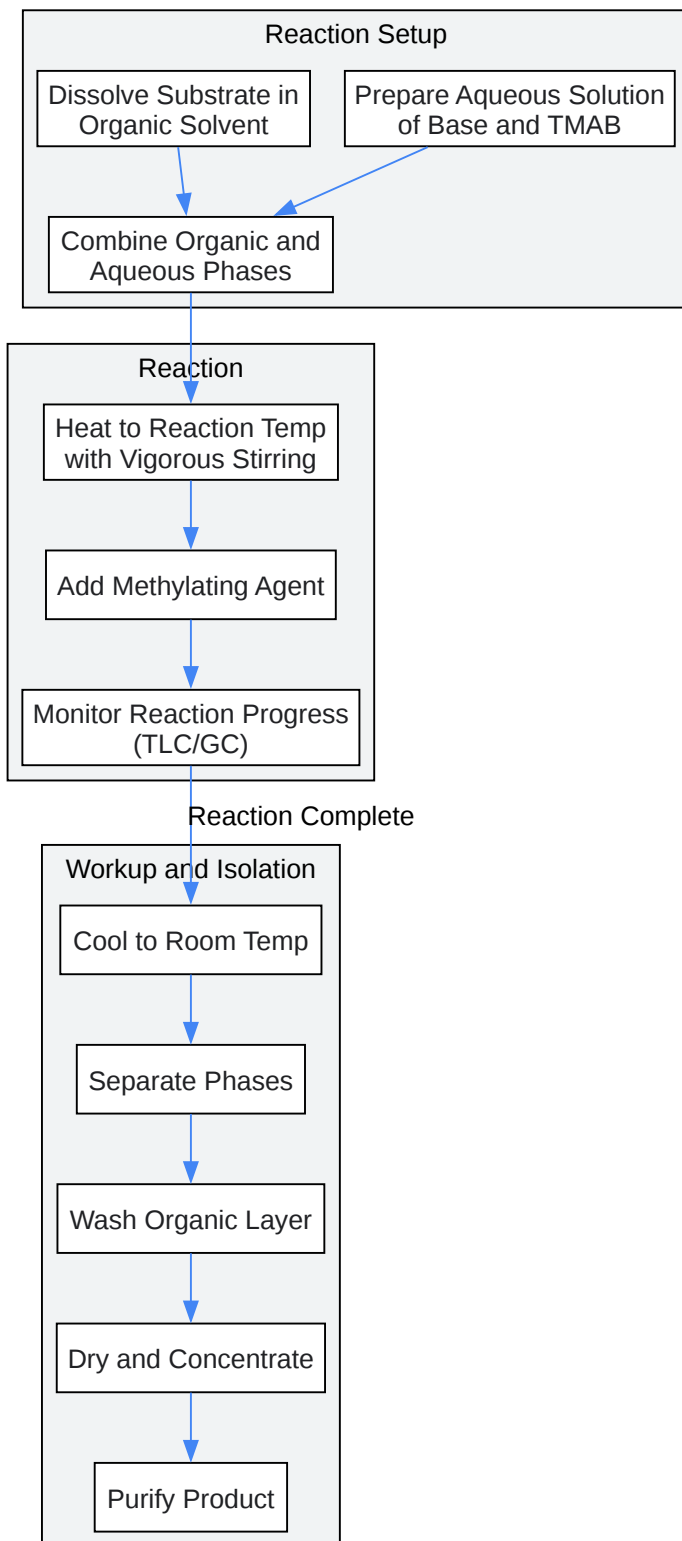 Reaction Setup
Dissolve Substrate in
Organic Solvent
Prepare Aqueous Solution
of Base and TMAB
Combine Organic and
Aqueous Phases
Reaction
Heat to Reaction Temp
with Vigorous Stirring
Add Methylating Agent
Monitor Reaction Progress
(TLC/GC)
Reaction Complete
Workup and Isolation
Cool to Room Temp
Separate Phases
Wash Organic Layer
Dry and Concentrate
Purify Product